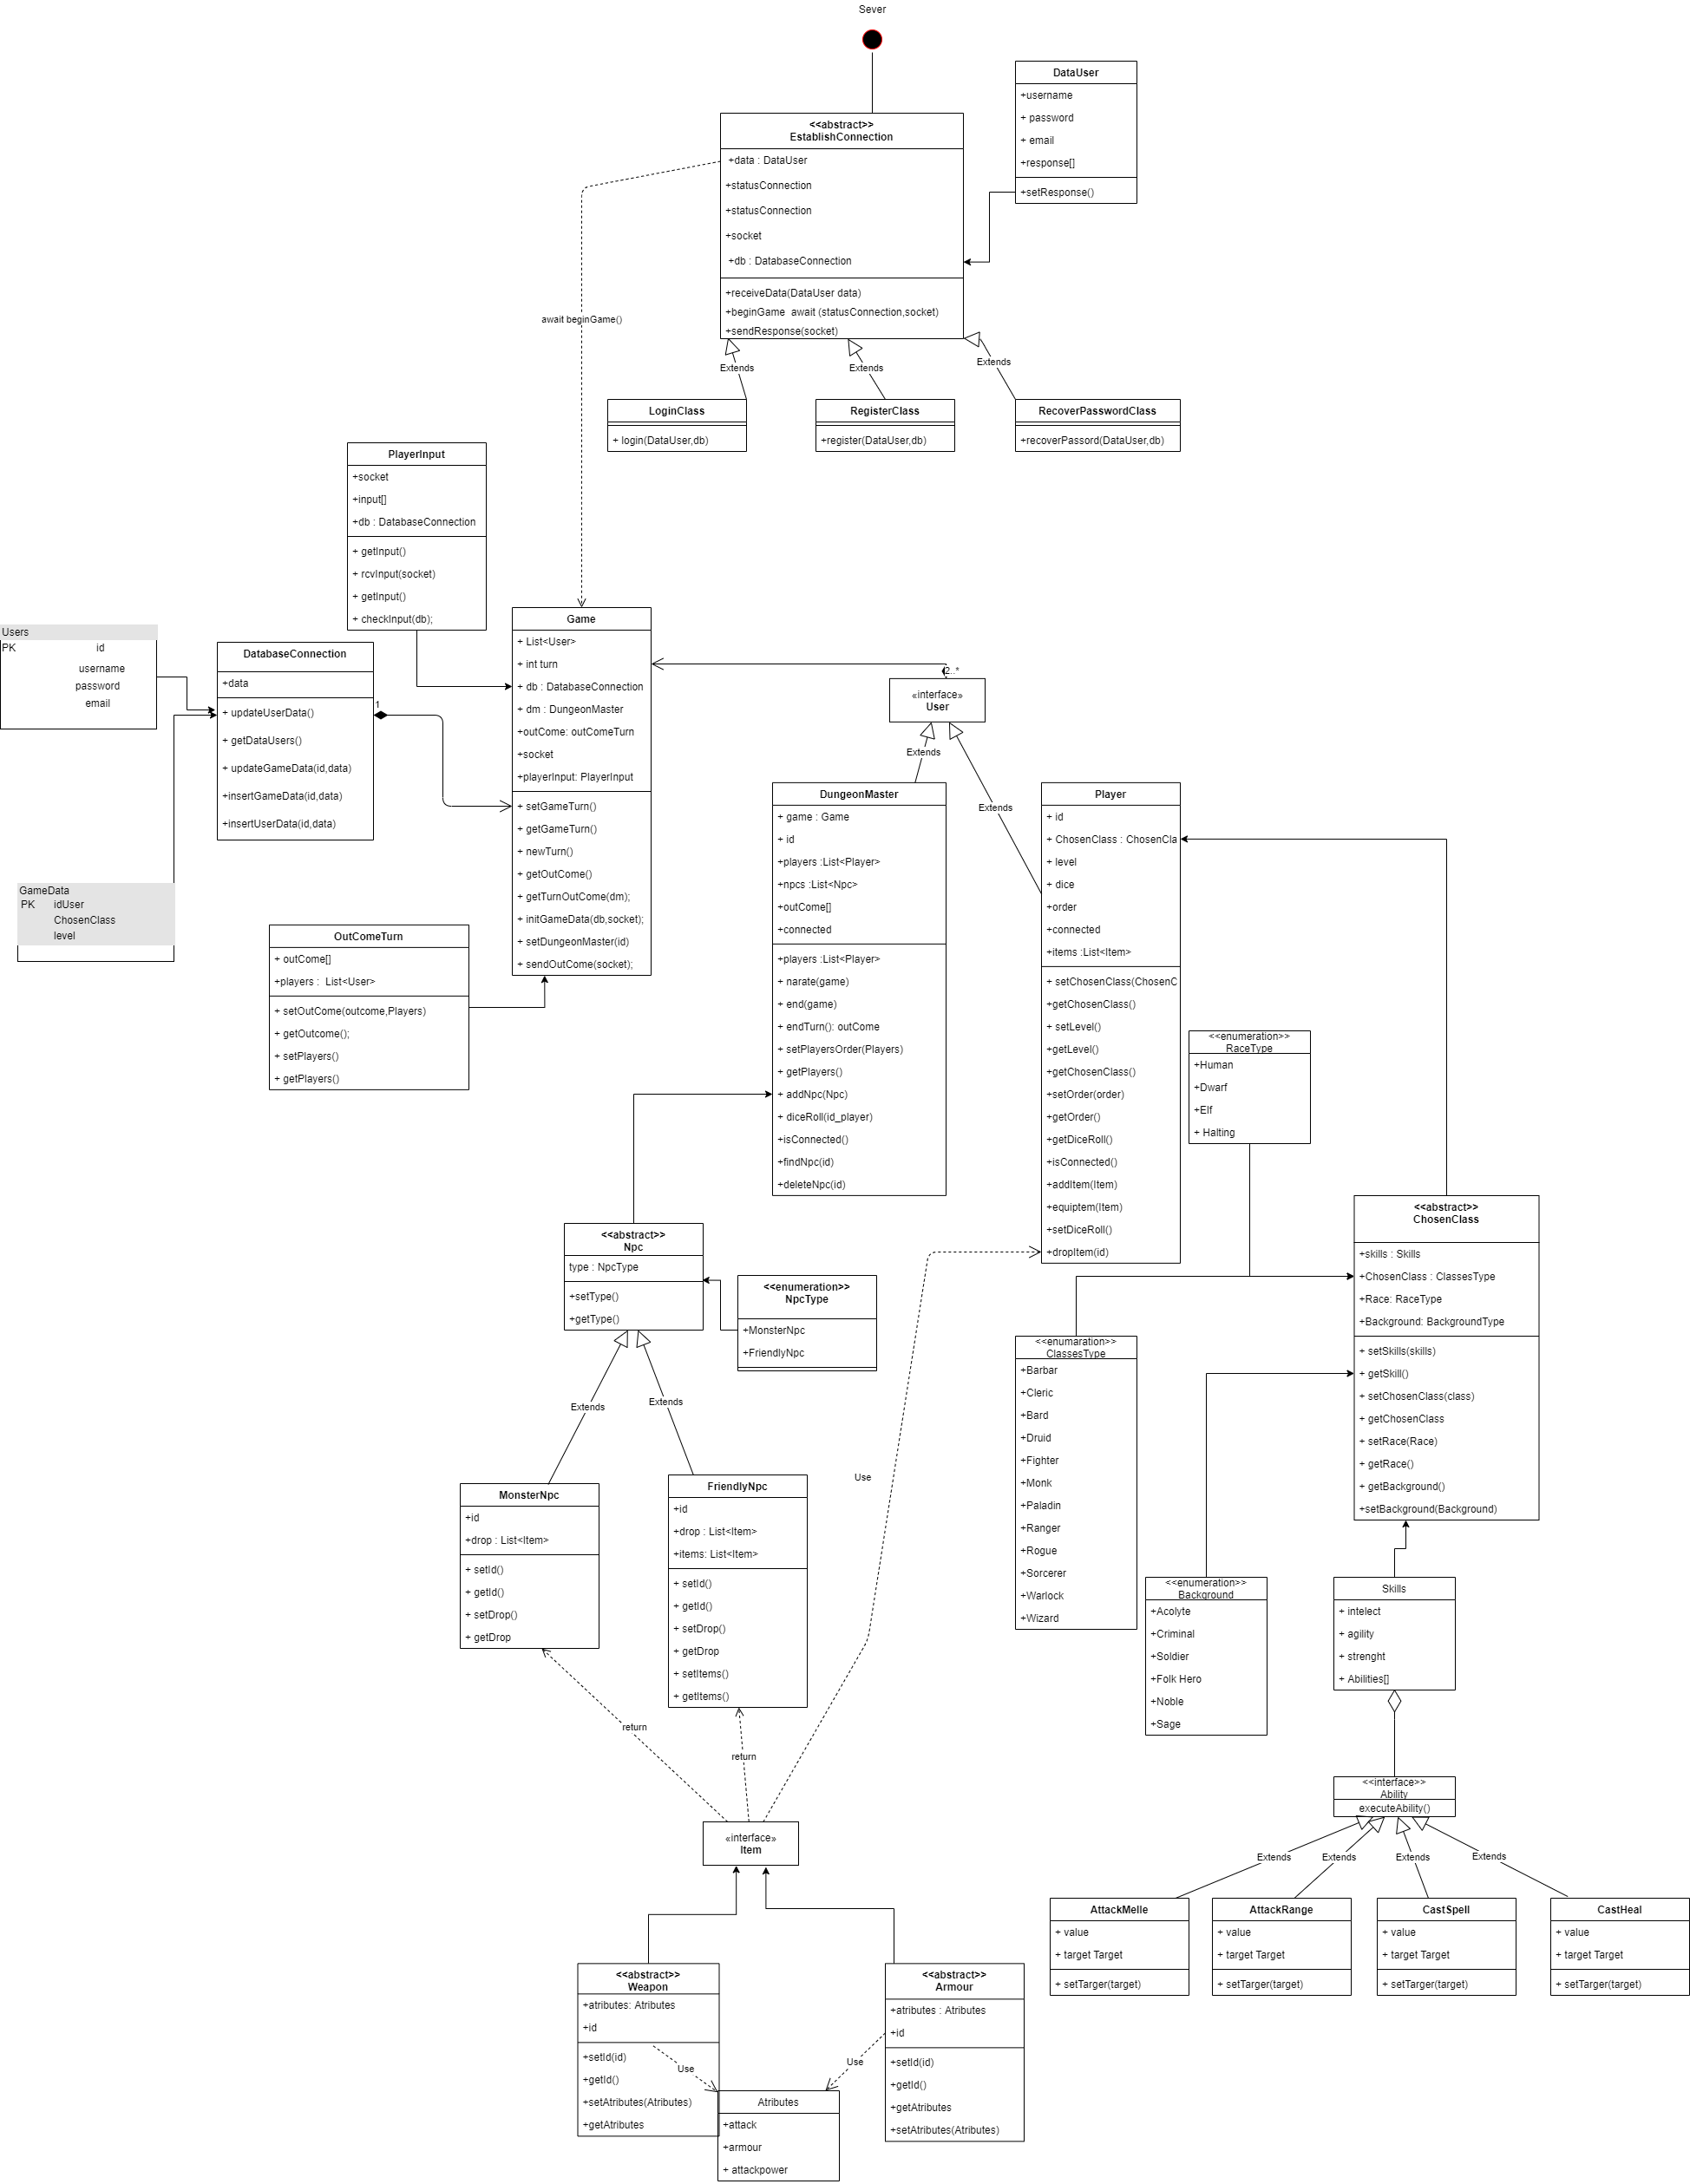 Sever
DataUser
+username
+ password
+ email
+response[]
+setResponse()
<<abstract>>
EstablishConnection
+data : DataUser
+statusConnection
+statusConnection
+socket
+db : DatabaseConnection
+receiveData(DataUser data)
+beginGame  await (statusConnection,socket)
+sendResponse(socket)
await beginGame()
Extends
Extends
Extends
LoginClass
+ login(DataUser,db)
RegisterClass
+register(DataUser,db)
RecoverPasswordClass
+recoverPassord(DataUser,db)
PlayerInput
+socket
+input[]
+db : DatabaseConnection
+ getInput()
+ rcvInput(socket)
+ getInput()
+ checkInput(db);
Users
PK id
username
password
email
DatabaseConnection
+data
+ updateUserData()
+ getDataUsers()
+ updateGameData(id,data)
+insertGameData(id,data)
+insertUserData(id,data)
1
GameData
PK idUser
ChosenClass
level
Game
+ List<User>
+ int turn
+ db : DatabaseConnection
+ dm : DungeonMaster
+outCome: outComeTurn
+socket
+playerInput: PlayerInput
+ setGameTurn()
+ getGameTurn()
+ newTurn()
+ getOutCome()
+ getTurnOutCome(dm);
+ initGameData(db,socket);
+ setDungeonMaster(id)
+ sendOutCome(socket);
OutComeTurn
+ outCome[]
+players :  List<User>
+ setOutCome(outcome,Players)
+ getOutcome();
+ setPlayers()
+ getPlayers()
2..*
«interface»
User
Extends
Extends
DungeonMaster
+ game : Game
+ id
+players :List<Player>
+npcs :List<Npc>
+outCome[]
+connected
+players :List<Player>
+ narate(game)
+ end(game)
+ endTurn(): outCome
+ setPlayersOrder(Players)
+ getPlayers()
+ addNpc(Npc)
+ diceRoll(id_player)
+isConnected()
+findNpc(id)
+deleteNpc(id)
Player
+ id
+ ChosenClass : ChosenCla
+ level
+ dice
+order
+connected
+items :List<Item>
+ setChosenClass(ChosenC
+getChosenClass()
+ setLevel()
+getLevel()
+getChosenClass()
+setOrder(order)
+getOrder()
+getDiceRoll()
+isConnected()
+addItem(Item)
+equiptem(Item)
+setDiceRoll()
+dropItem(id)
<<enumeration>>
RaceType
+Human
+Dwarf
+Elf
+ Halting
<<abstract>>
ChosenClass
+skills : Skills
+ChosenClass : ClassesType
+Race: RaceType
+Background: BackgroundType
+ setSkills(skills)
+ getSkill()
+ setChosenClass(class)
+ getChosenClass
+ setRace(Race)
+ getRace()
+ getBackground()
+setBackground(Background)
<<abstract>>
Npc
type : NpcType
+setType()
+getType()
<<enumeration>>
NpcType
+MonsterNpc
+FriendlyNpc
Extends
Extends
<<enumaration>>
ClassesType
+Barbar
+Cleric
+Bard
+Druid
+Fighter
+Monk
+Paladin
+Ranger
+Rogue
+Sorcerer
+Warlock
+Wizard
Use
MonsterNpc
+id
+drop : List<Item>
+ setId()
+ getId()
+ setDrop()
+ getDrop
FriendlyNpc
+id
+drop : List<Item>
+items: List<Item>
+ setId()
+ getId()
+ setDrop()
+ getDrop
+ setItems()
+ getItems()
<<enumeration>>
Background
+Acolyte
+Criminal
+Soldier
+Folk Hero
+Noble
+Sage
Skills
+ intelect
+ agility
+ strenght
+ Abilities[]
return
return
<<interface>>
Ability
executeAbility()
«interface»
Item
Extends
Extends
Extends
Extends
AttackMelle
+ value
+ target Target
+ setTarger(target)
AttackRange
+ value
+ target Target
+ setTarger(target)
CastSpell
+ value
+ target Target
+ setTarger(target)
CastHeal
+ value
+ target Target
+ setTarger(target)
<<abstract>>
Weapon
+atributes: Atributes
+id
+setId(id)
+getId()
+setAtributes(Atributes)
+getAtributes
<<abstract>>
Armour
+atributes : Atributes
+id
+setId(id)
+getId()
+getAtributes
+setAtributes(Atributes)
Use
Use
Atributes
+attack
+armour
+ attackpower